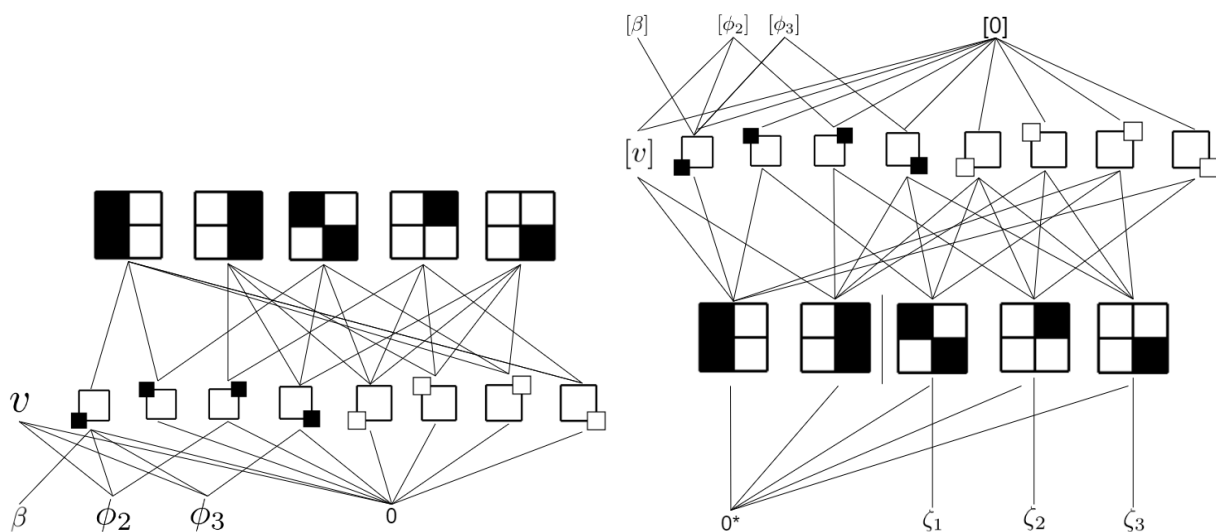 [β] [ϕ₂] [ϕ₃] [0]
[v]
v
β ϕ₂ ϕ₃ 0
0* ζ₁ ζ₂ ζ₃